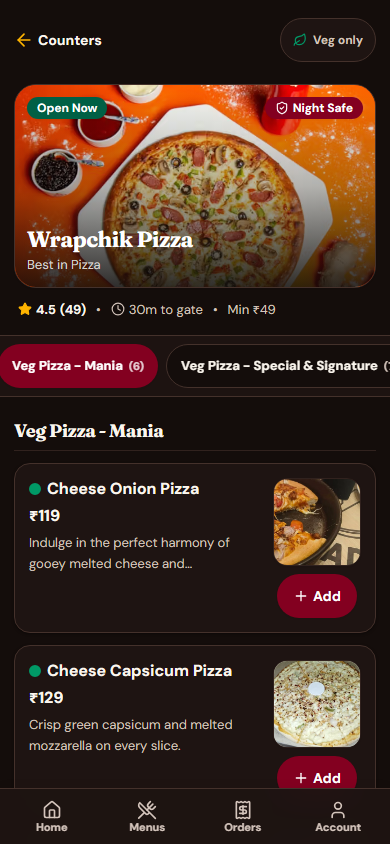 Counters
Veg only
Open Now
Night Safe
Wrapchik Pizza
Best in Pizza
4.5 (49) • 30m to gate • Min ₹49
Veg Pizza - Mania (6)
Veg Pizza - Special & Signature
Veg Pizza - Mania
Cheese Onion Pizza
₹119
Indulge in the perfect harmony of
gooey melted cheese and...
+ Add
Cheese Capsicum Pizza
₹129
Crisp green capsicum and melted
mozzarella on every slice.
+ Add
Home
Menus
Orders
Account